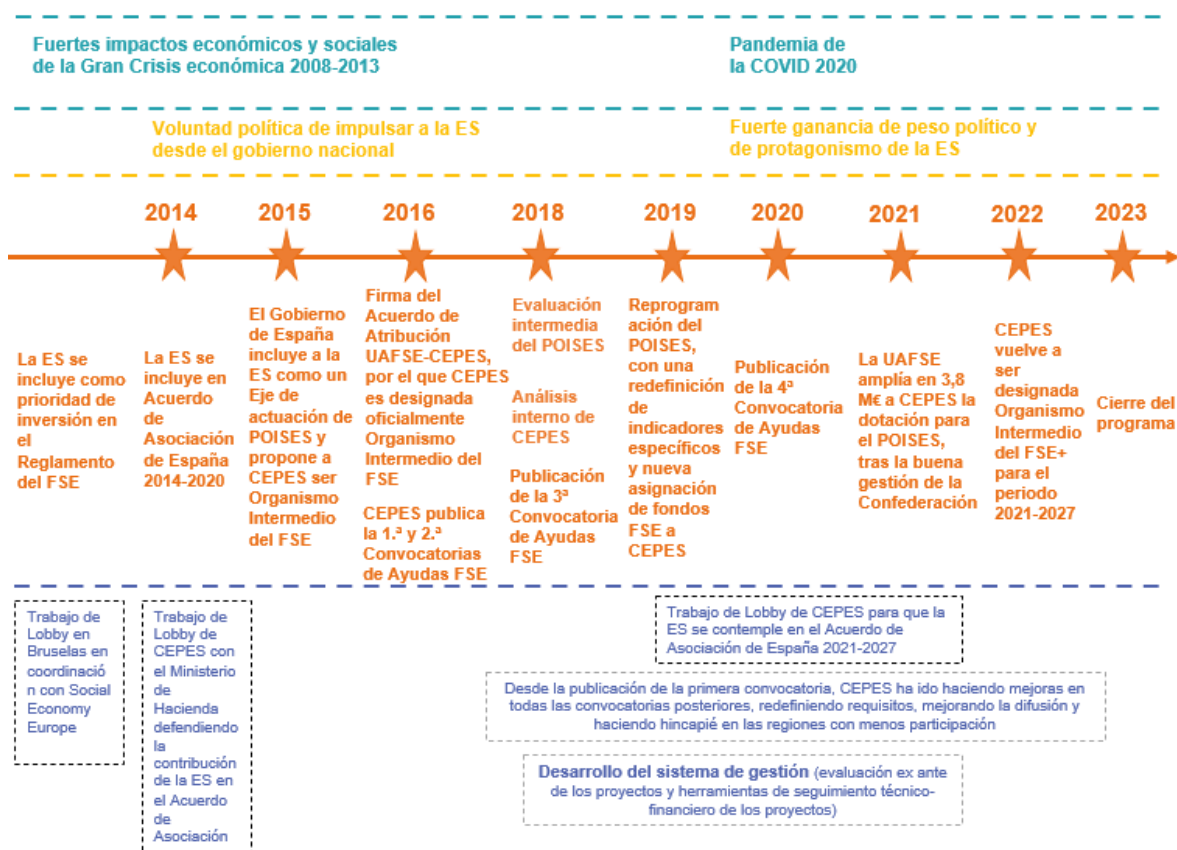 Fuertes impactos económicos y sociales
de la Gran Crisis económica 2008-2013
Pandemia de
la COVID 2020
Voluntad política de impulsar a la ES
desde el gobierno nacional
Fuerte ganancia de peso político y
de protagonismo de la ES
2014
2015
2016
2018
2019
2020
2021
2022
2023
La ES se
incluye como
prioridad de
inversión en
el
Reglamento
del FSE
La ES se
incluye en
Acuerdo
de
Asociación
de España
2014-2020
El Gobierno
de España
incluye a la
ES como un
Eje de
actuación de
POISES y
propone a
CEPES ser
Organismo
Intermedio
del FSE
Firma del
Acuerdo de
Atribución
UAFSE-CEPES,
por el que CEPES
es designada
oficialmente
Organismo
Intermedio del
FSE
CEPES publica
la 1.ª y 2.ª
Convocatorias
de Ayudas FSE
Evaluación
intermedia
del POISES
Análisis
interno de
CEPES
Publicación
de la 3ª
Convocatoria
de Ayudas
FSE
Reprogram
ación del
POISES,
con una
redefinición
de
indicadores
específicos
y nueva
asignación
de fondos
FSE a
CEPES
Publicación
de la 4ª
Convocatoria
de Ayudas
FSE
La UAFSE
amplía en 3,8
M€ a CEPES la
dotación para
el POISES,
tras la buena
gestión de la
Confederación
CEPES
vuelve a
ser
designada
Organismo
Intermedio
del FSE+
para el
periodo
2021-2027
Cierre del
programa
Trabajo de
Lobby en
Bruselas en
coordinació
n con Social
Economy
Europe
Trabajo de
Lobby de
CEPES con
el Ministerio
de
Hacienda
defendiendo
la
contribución
de la ES en
el Acuerdo
de
Asociación
Trabajo de Lobby de CEPES para que la
ES se contemple en el Acuerdo de
Asociación de España 2021-2027
Desde la publicación de la primera convocatoria, CEPES ha ido haciendo mejoras en
todas las convocatorias posteriores, redefiniendo requisitos, mejorando la difusión y
haciendo hincapié en las regiones con menos participación
Desarrollo del sistema de gestión (evaluación ex ante
de los proyectos y herramientas de seguimiento técnico-
financiero de los proyectos)